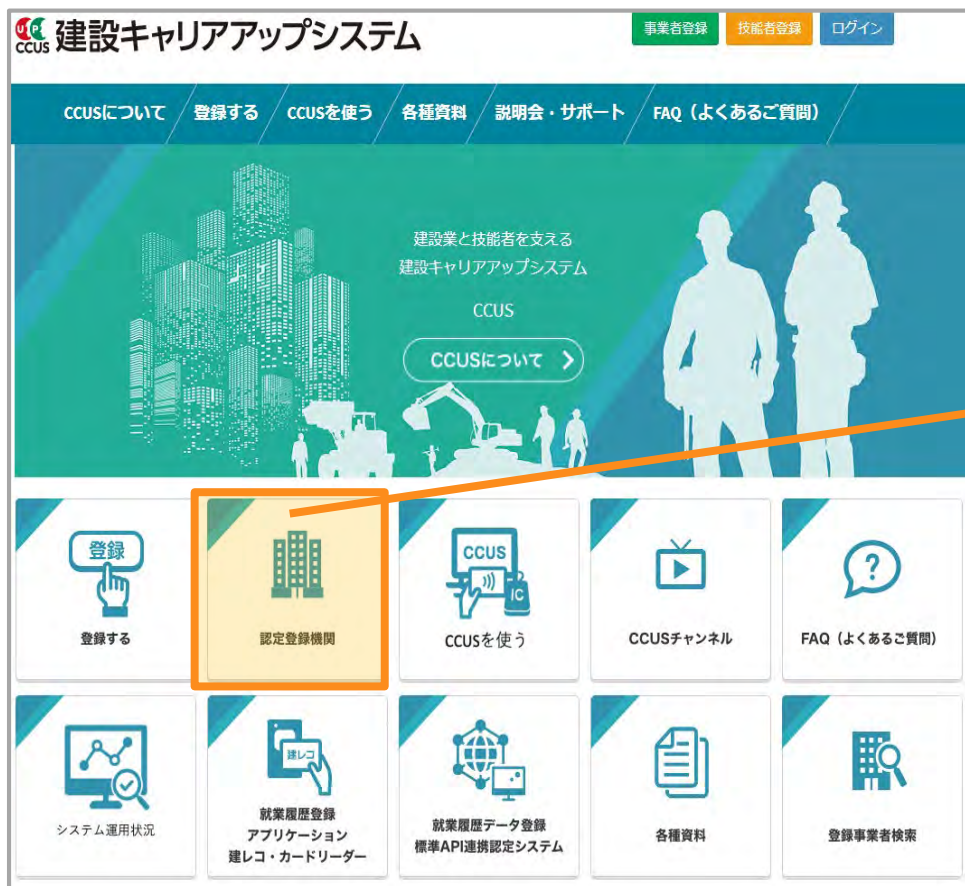 UP
CCUS 建設キャリアアップシステム
事業者登録
技能者登録
ログイン
CCUSについて
登録する
CCUSを使う
各種資料
説明会・サポート
FAQ（よくあるご質問）
建設業と技能者を支える
建設キャリアアップシステム
CCUS
CCUSについて
登録
登録する
認定登録機関
CCUS
IC
CCUSを使う
CCUSチャンネル
?
FAQ（よくあるご質問）
システム運用状況
建レコ
就業履歴登録
アプリケーション
建レコ・カードリーダー
就業履歴データ登録
標準API連携認定システム
各種資料
登録事業者検索